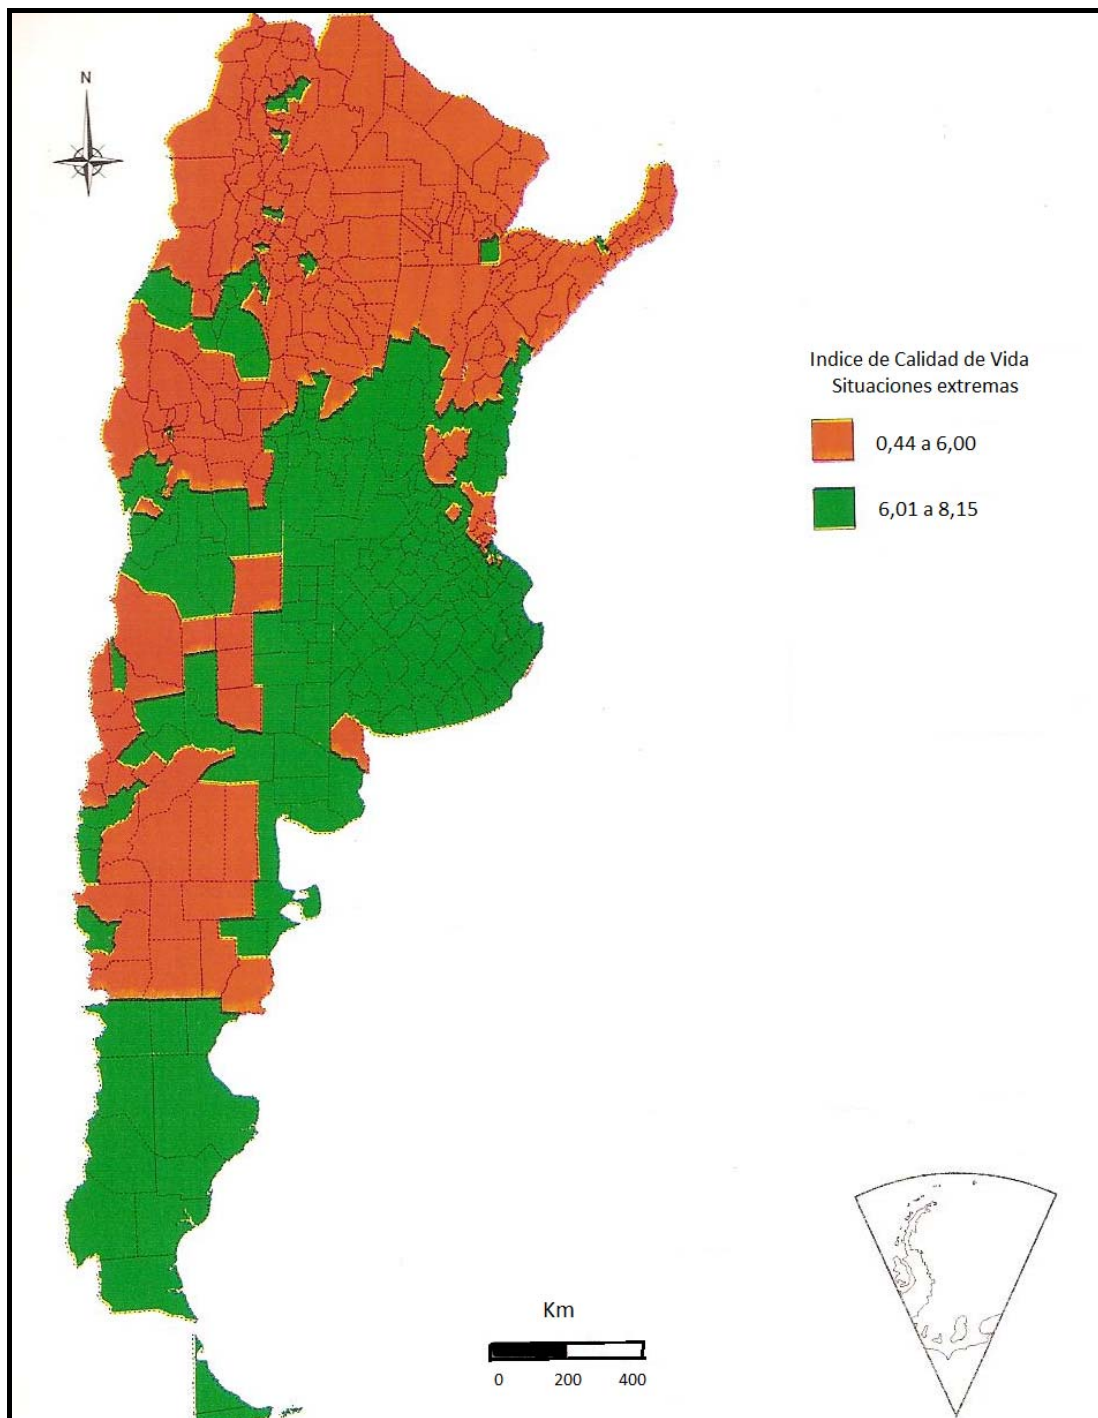 N
Indice de Calidad de Vida
Situaciones extremas
0,44 a 6,00
6,01 a 8,15
Km
0 200 400